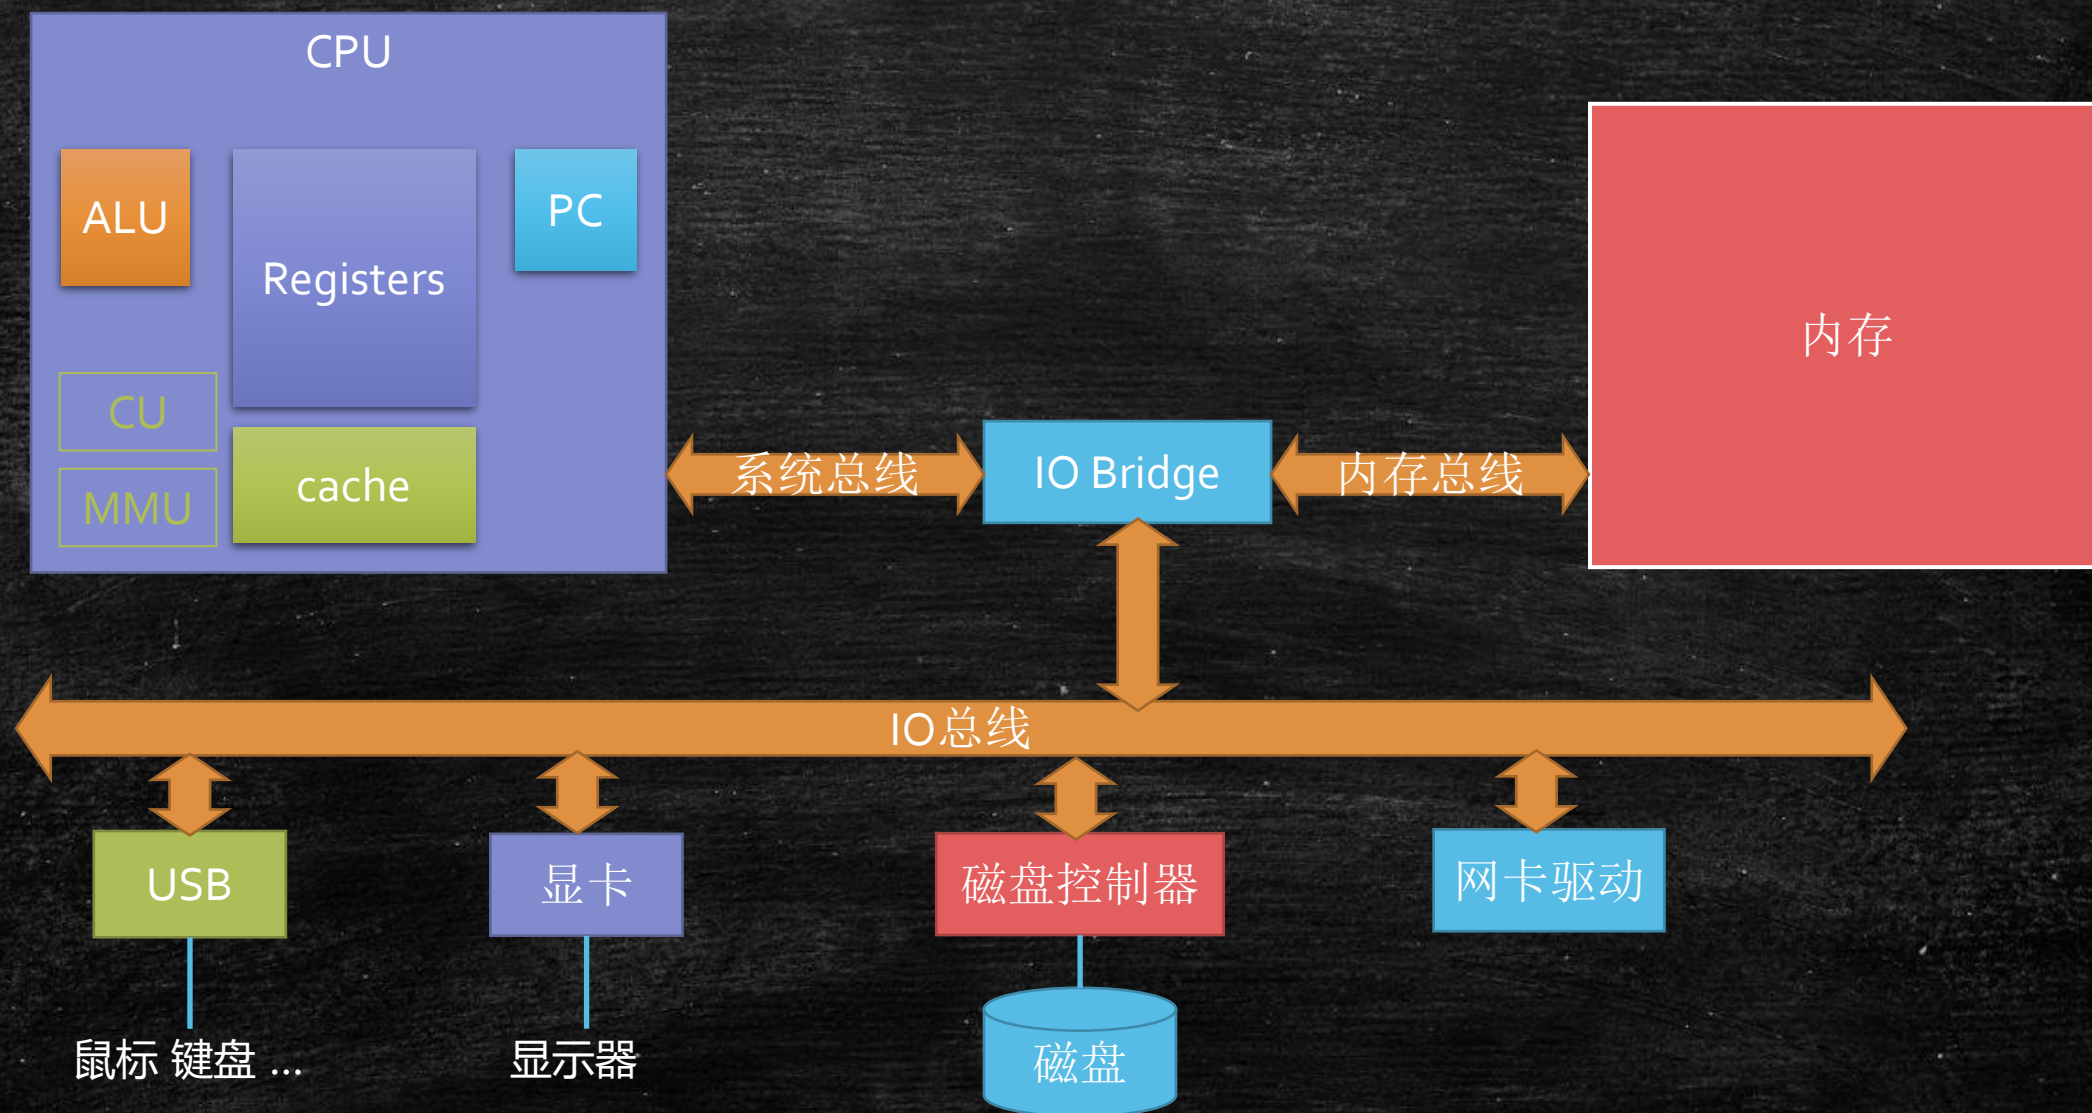 CPU
ALU
Registers
PC
CU
MMU
cache
系统总线
IO Bridge
内存总线
内存
IO总线
USB
显卡
磁盘控制器
网卡驱动
鼠标 键盘 ...
显示器
磁盘